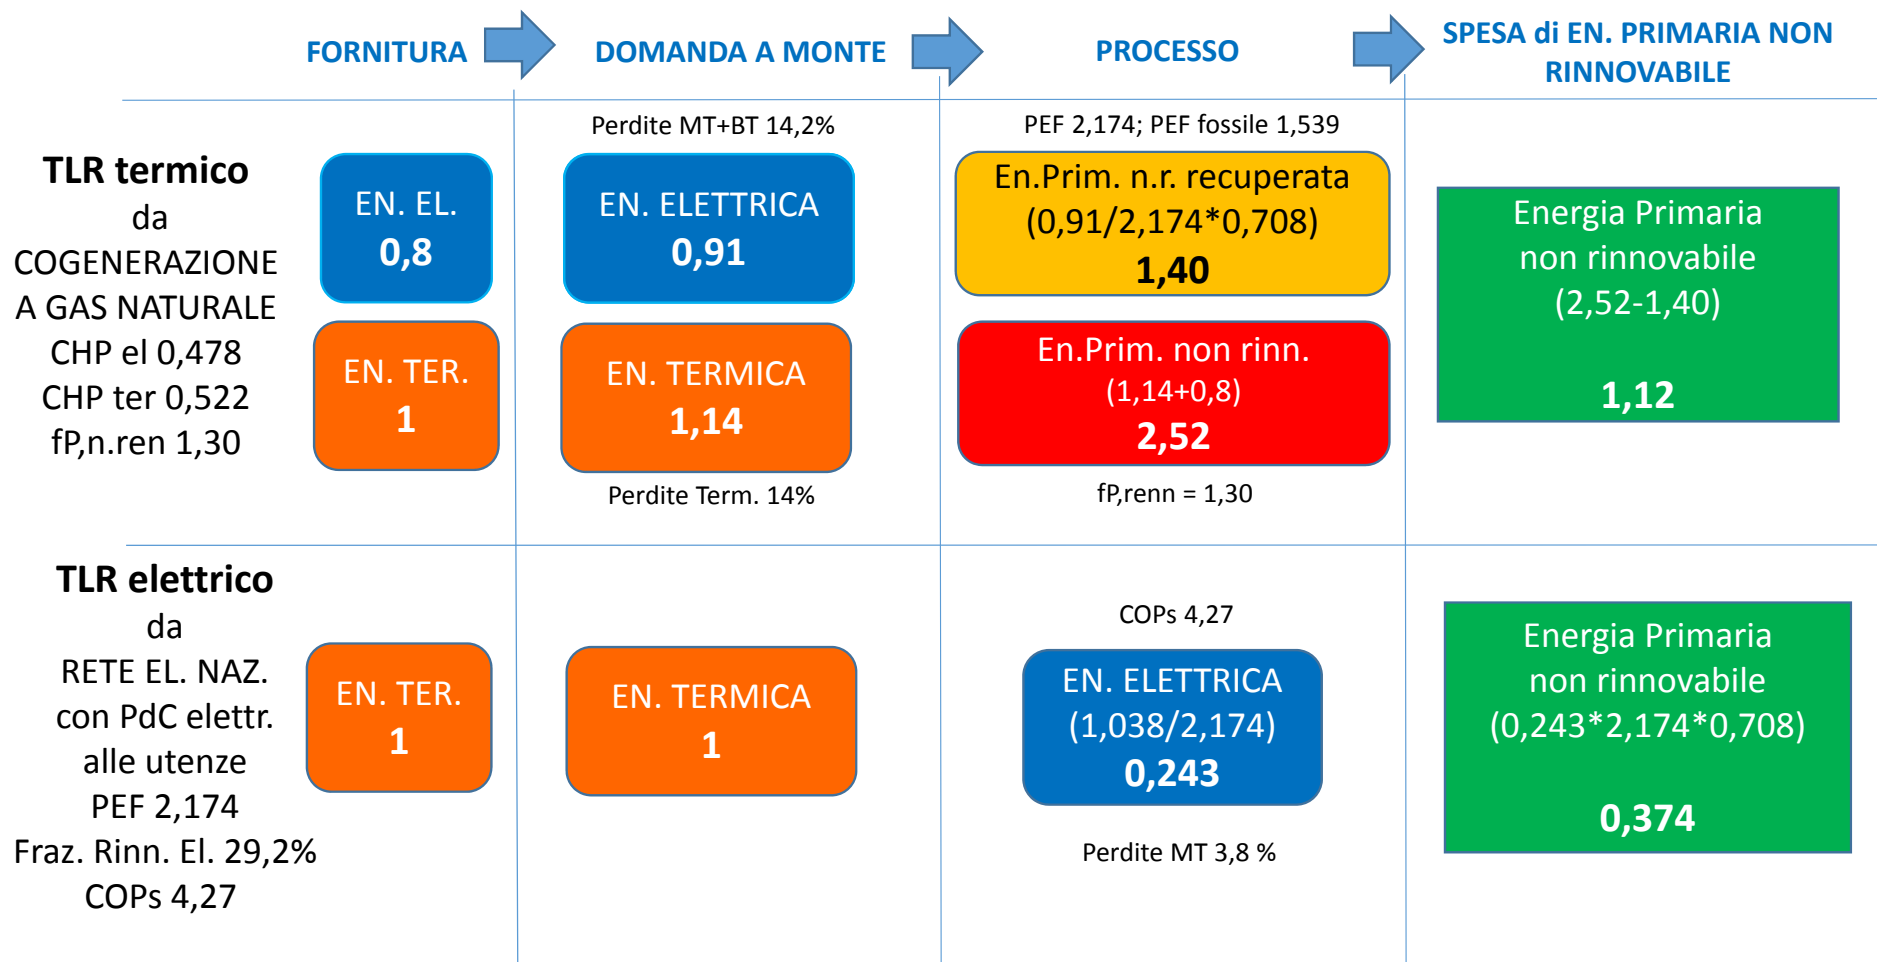 FORNITURA
DOMANDA A MONTE
PROCESSO
SPESA di EN. PRIMARIA NON
RINNOVABILE
TLR termico
da
COGENERAZIONE
A GAS NATURALE
CHP el 0,478
CHP ter 0,522
fP,n.ren 1,30
EN. EL.
0,8
EN. TER.
1
Perdite MT+BT 14,2%
EN. ELETTRICA
0,91
EN. TERMICA
1,14
Perdite Term. 14%
PEF 2,174; PEF fossile 1,539
En.Prim. n.r. recuperata
(0,91/2,174*0,708)
1,40
En.Prim. non rinn.
(1,14+0,8)
2,52
fP,renn = 1,30
Energia Primaria
non rinnovabile
(2,52-1,40)
1,12
TLR elettrico
da
RETE EL. NAZ.
con PdC elettr.
alle utenze
PEF 2,174
Fraz. Rinn. El. 29,2%
COPs 4,27
EN. TER.
1
EN. TERMICA
1
COPs 4,27
EN. ELETTRICA
(1,038/2,174)
0,243
Perdite MT 3,8 %
Energia Primaria
non rinnovabile
(0,243*2,174*0,708)
0,374